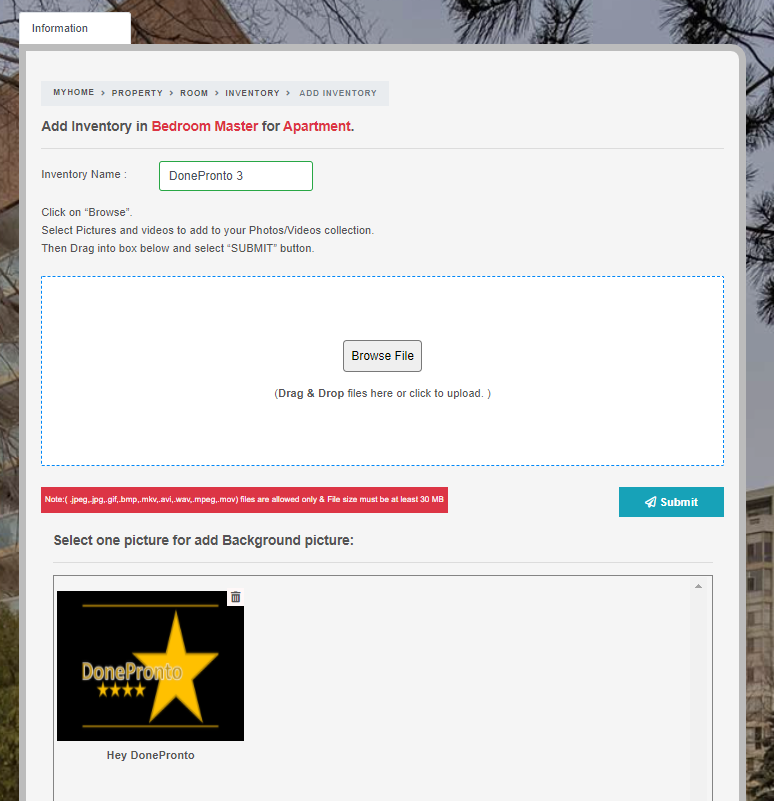 Information
MYHOME > PROPERTY > ROOM > INVENTORY > ADD INVENTORY
Add Inventory in Bedroom Master for Apartment.
Inventory Name :
DonePronto 3
Click on “Browse”.
Select Pictures and videos to add to your Photos/Videos collection.
Then Drag into box below and select “SUBMIT” button.
Browse File
(Drag & Drop files here or click to upload. )
Note:( .jpeg,.jpg,.gif,.bmp,.mkv,.avi,.wav,.mpeg,.mov) files are allowed only & File size must be at least 30 MB
Submit
Select one picture for add Background picture:
DonePronto
Hey DonePronto